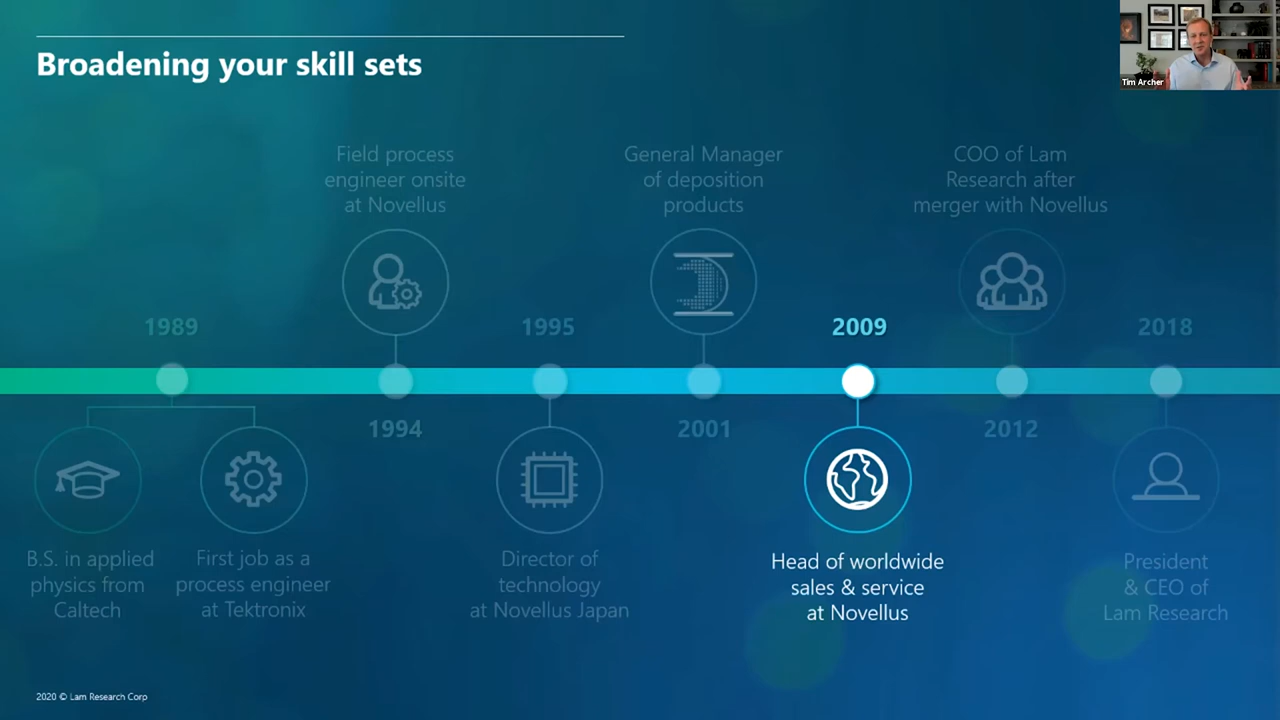 Broadening your skill sets
Tim Archer
Field process
engineer onsite
at Novellus
General Manager
of deposition
products
COO of Lam
Research after
merger with Novellus
1989
1995
2009
2018
1994
2001
2012
B.S. in applied
physics from
Caltech
First job as a
process engineer
at Tektronix
Director of
technology
at Novellus Japan
Head of worldwide
sales & service
at Novellus
President
& CEO of
Lam Research
2020 © Lam Research Corp